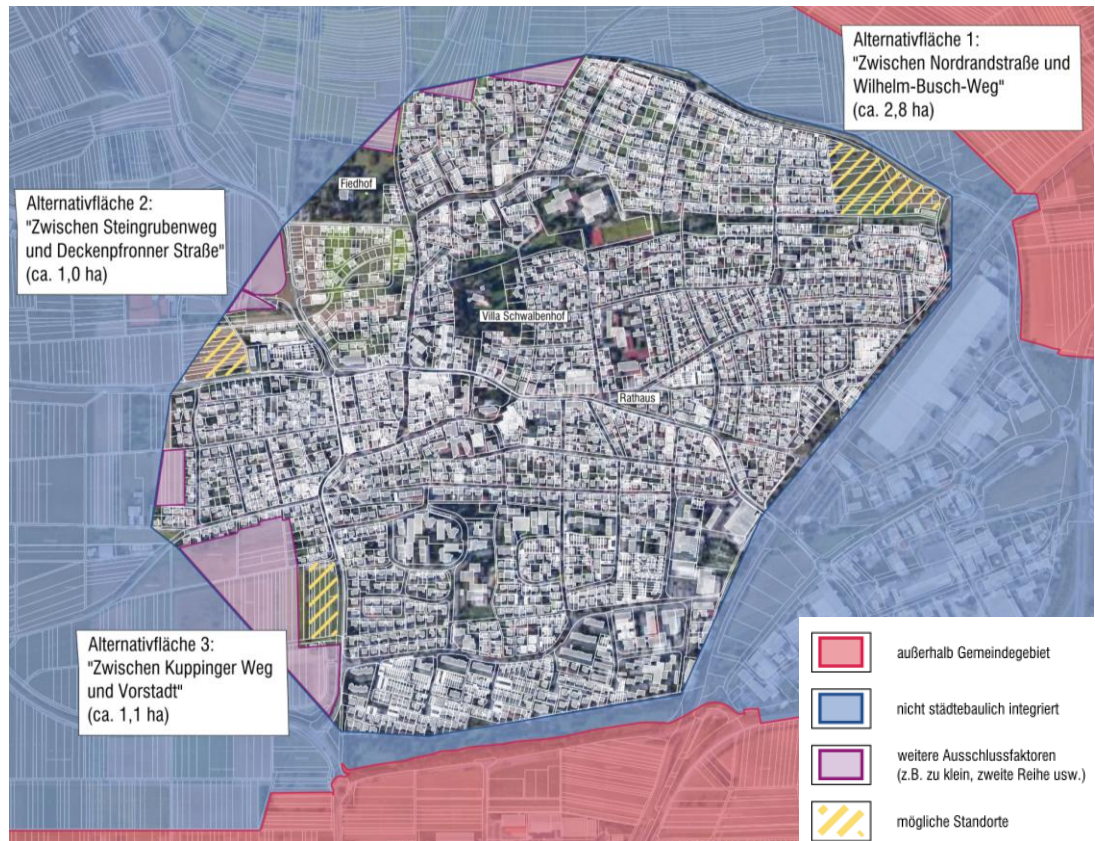 Alternativfläche 1:
"Zwischen Nordrandstraße und
Wilhelm-Busch-Weg"
(ca. 2,8 ha)
Alternativfläche 2:
"Zwischen Steingrubenweg
und Deckenpfronner Straße"
(ca. 1,0 ha)
Fiedhof
Villa Schwalbenhof
Rathaus
Alternativfläche 3:
"Zwischen Kuppinger Weg
und Vorstadt"
(ca. 1,1 ha)
außerhalb Gemeindegebiet
nicht städtebaulich integriert
weitere Ausschlussfaktoren
(z.B. zu klein, zweite Reihe usw.)
mögliche Standorte